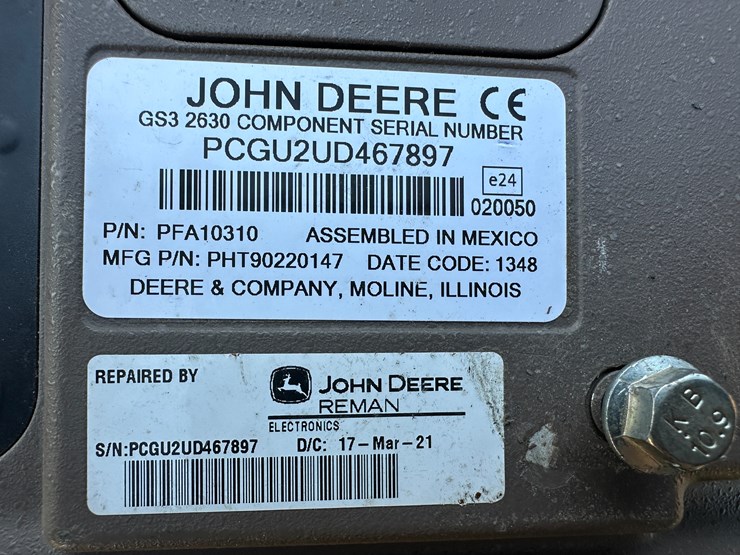 JOHN DEERE CE
GS3 2630 COMPONENT SERIAL NUMBER
PCGU2UD467897
e24
020050
P/N: PFA10310 ASSEMBLED IN MEXICO
MFG P/N: PHT90220147 DATE CODE: 1348
DEERE & COMPANY, MOLINE, ILLINOIS
REPAIRED BY
JOHN DEERE
REMAN
ELECTRONICS
S/N:PCGU2UD467897 D/C: 17-Mar-21
KB
10.9